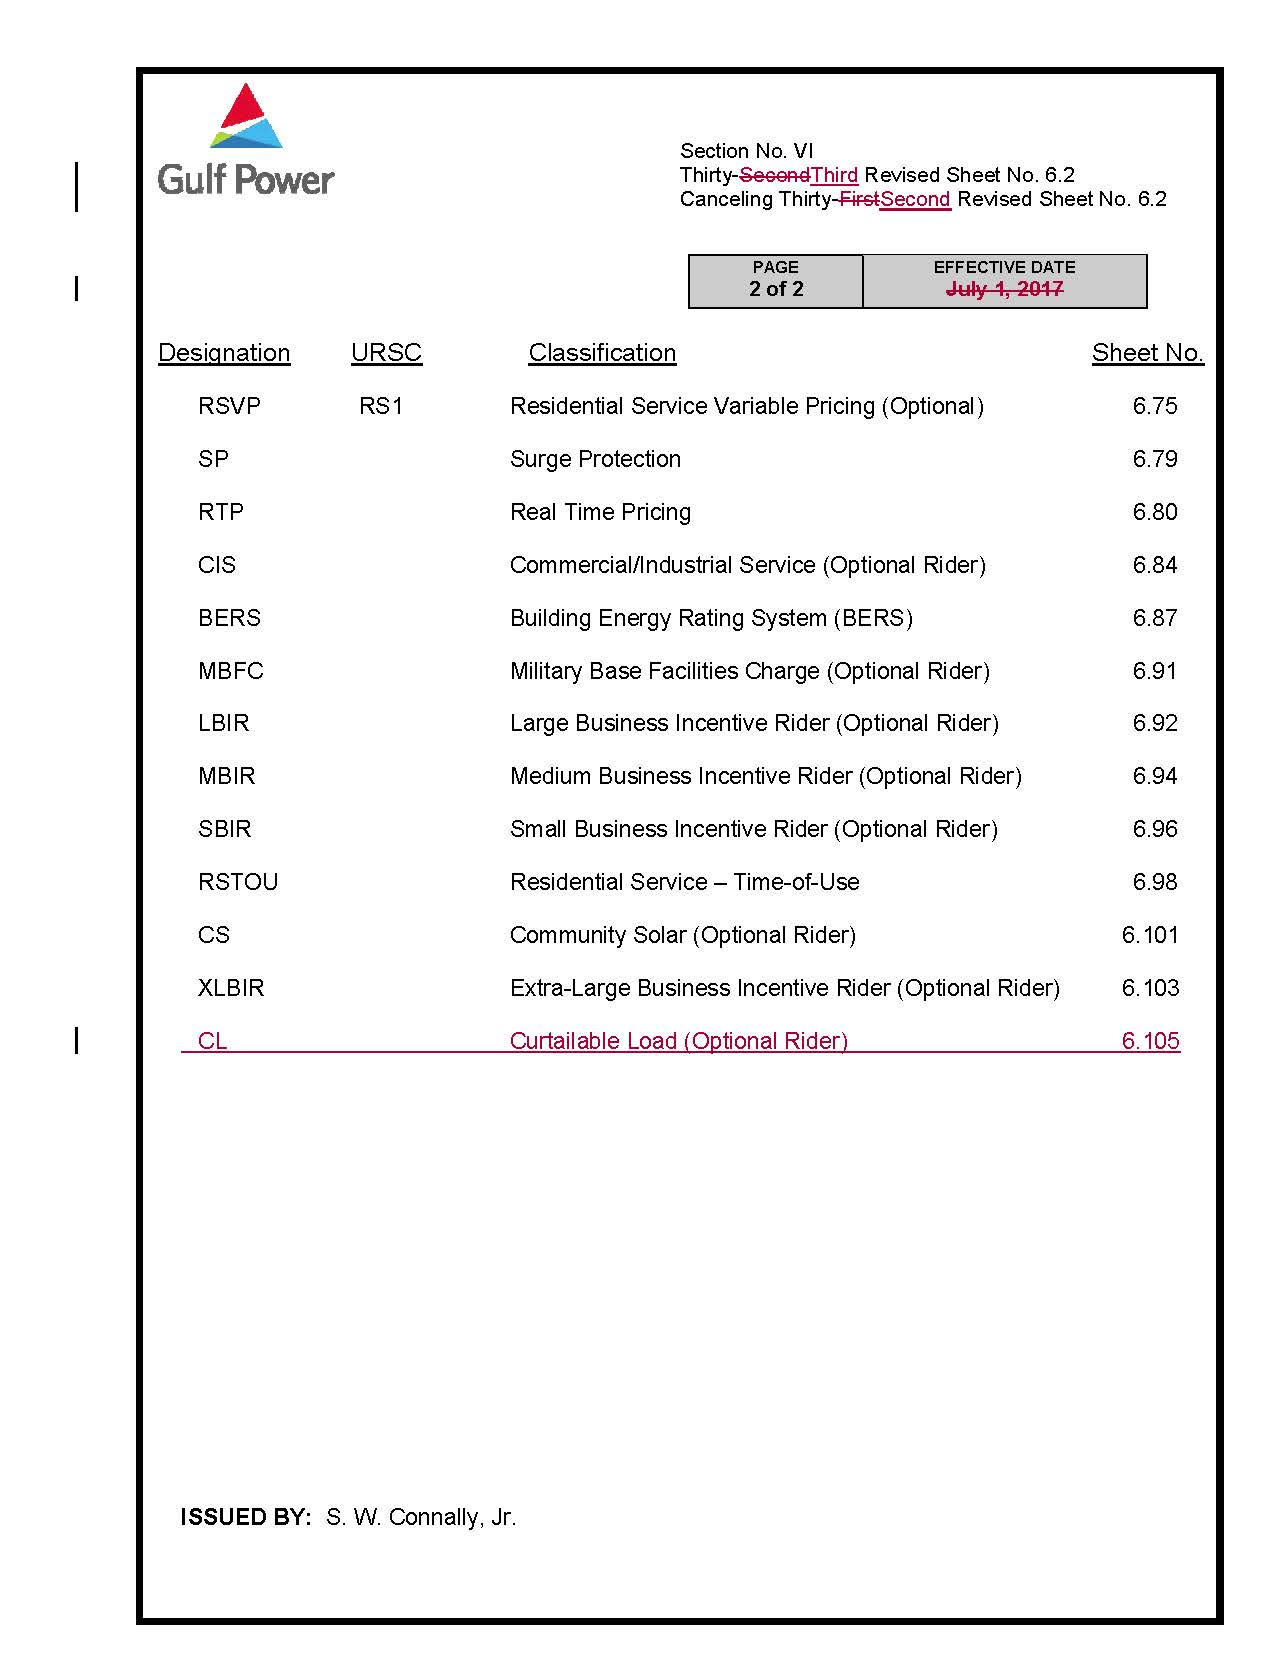 Gulf Power
Section No. VI
Thirty-SecondThird Revised Sheet No. 6.2
Canceling Thirty-FirstSecond Revised Sheet No. 6.2
PAGE EFFECTIVE DATE
2 of 2 July 1, 2017
Designation URSC Classification Sheet No.
RSVP RS1 Residential Service Variable Pricing (Optional) 6.75
SP Surge Protection 6.79
RTP Real Time Pricing 6.80
CIS Commercial/Industrial Service (Optional Rider) 6.84
BERS Building Energy Rating System (BERS) 6.87
MBFC Military Base Facilities Charge (Optional Rider) 6.91
LBIR Large Business Incentive Rider (Optional Rider) 6.92
MBIR Medium Business Incentive Rider (Optional Rider) 6.94
SBIR Small Business Incentive Rider (Optional Rider) 6.96
RSTOU Residential Service – Time-of-Use 6.98
CS Community Solar (Optional Rider) 6.101
XLBIR Extra-Large Business Incentive Rider (Optional Rider) 6.103
CL Curtailable Load (Optional Rider) 6.105
ISSUED BY: S. W. Connally, Jr.